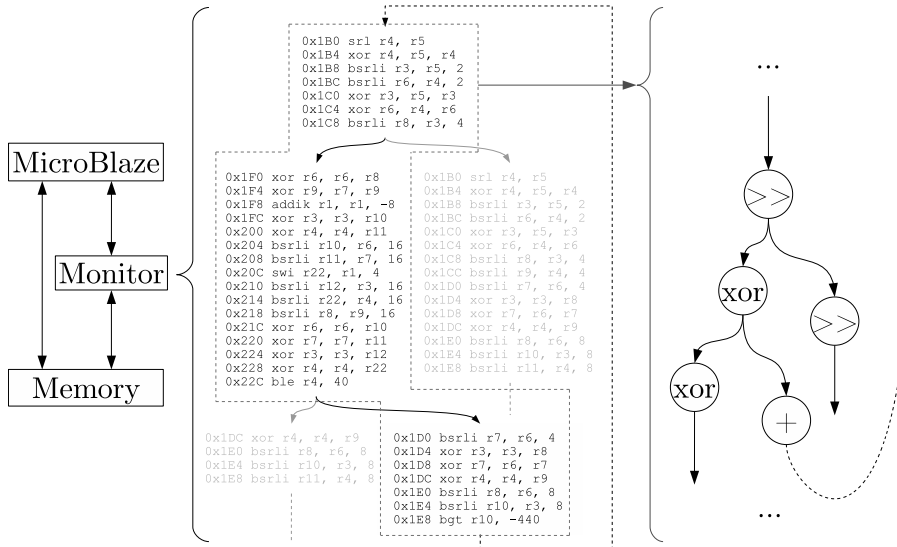 MicroBlaze
Monitor
Memory
0x1B0 srl r4, r5
0x1B4 xor r4, r5, r4
0x1B8 bsrli r3, r5, 2
0x1BC bsrli r6, r4, 2
0x1C0 xor r3, r5, r3
0x1C4 xor r6, r4, r6
0x1C8 bsrli r8, r3, 4
0x1F0 xor r6, r6, r8
0x1F4 xor r9, r7, r9
0x1F8 addik r1, r1, -8
0x1FC xor r3, r3, r10
0x200 xor r4, r4, r11
0x204 bsrli r10, r6, 16
0x208 bsrli r11, r7, 16
0x20C swi r22, r1, 4
0x210 bsrli r12, r3, 16
0x214 bsrli r22, r4, 16
0x218 bsrli r8, r9, 16
0x21C xor r6, r6, r10
0x220 xor r7, r7, r11
0x224 xor r3, r3, r12
0x228 xor r4, r4, r22
0x22C ble r4, 40
0x1B0 srl r4, r5
0x1B4 xor r4, r5, r4
0x1B8 bsrli r3, r5, 2
0x1BC bsrli r6, r4, 2
0x1C0 xor r3, r5, r3
0x1C4 xor r6, r4, r6
0x1C8 bsrli r8, r3, 4
0x1CC bsrli r9, r4, 4
0x1D0 bsrli r7, r6, 4
0x1D4 xor r3, r3, r8
0x1D8 xor r7, r6, r7
0x1DC xor r4, r4, r9
0x1E0 bsrli r8, r6, 8
0x1E4 bsrli r10, r3, 8
0x1E8 bsrli r11, r4, 8
0x1DC xor r4, r4, r9
0x1E0 bsrli r8, r6, 8
0x1E4 bsrli r10, r3, 8
0x1E8 bsrli r11, r4, 8
0x1D0 bsrli r7, r6, 4
0x1D4 xor r3, r3, r8
0x1D8 xor r7, r6, r7
0x1DC xor r4, r4, r9
0x1E0 bsrli r8, r6, 8
0x1E4 bsrli r10, r3, 8
0x1E8 bgt r10, -440
...
>>
xor
>>
xor
+
...